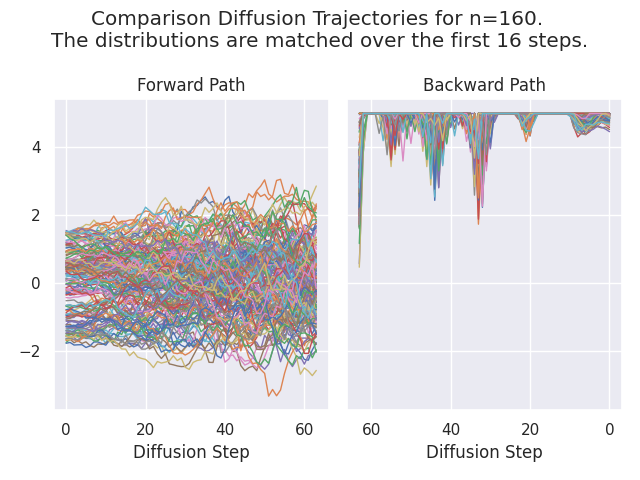 Comparison Diffusion Trajectories for n=160.
The distributions are matched over the first 16 steps.
Forward Path
Backward Path
4
2
0
−2
0 20 40 60
60 40 20 0
Diffusion Step
Diffusion Step